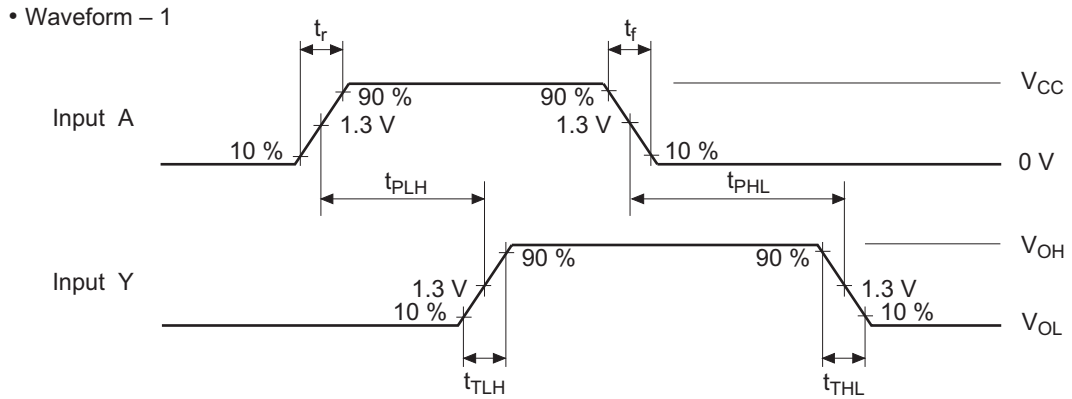 • Waveform – 1
tr
tf
VCC
90 %
90 %
Input A
1.3 V
1.3 V
10 %
10 %
0 V
tPLH
tPHL
VOH
90 %
90 %
Input Y
1.3 V
1.3 V
10 %
10 %
VOL
tTLH
tTHL